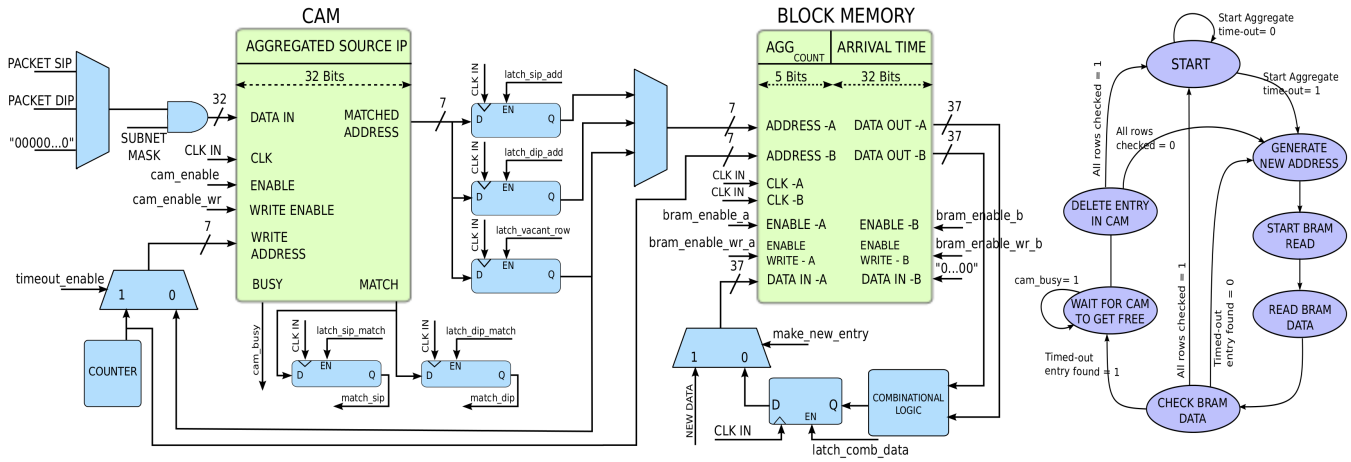 CAM
AGGREGATED SOURCE IP
32 Bits
PACKET SIP
PACKET DIP
"00000...0"
SUBNET
MASK
32
DATA IN
CLK IN
CLK
cam_enable
ENABLE
cam_enable_wr
WRITE ENABLE
7
WRITE
ADDRESS
BUSY
MATCH
MATCHED
ADDRESS
7
timeout_enable
1
0
COUNTER
cam_busy
CLK IN
latch_sip_add
D
EN
Q
CLK IN
latch_dip_add
D
EN
Q
CLK IN
latch_vacant_row
D
EN
Q
CLK IN
latch_sip_match
D
EN
Q
match_sip
CLK IN
latch_dip_match
D
EN
Q
match_dip
BLOCK MEMORY
AGG
COUNT
ARRIVAL TIME
5 Bits
32 Bits
7
ADDRESS -A
DATA OUT -A
37
7
ADDRESS -B
DATA OUT -B
37
CLK IN
CLK -A
CLK IN
CLK -B
bram_enable_a
ENABLE -A
ENABLE -B
bram_enable_b
bram_enable_wr_a
ENABLE
WRITE - A
ENABLE
WRITE - B
bram_enable_wr_b
37
DATA IN -A
DATA IN -B
"0...00"
1
0
make_new_entry
NEW DATA
D
Q
EN
CLK IN
latch_comb_data
COMBINATIONAL
LOGIC
Start Aggregate
time-out= 0
START
Start Aggregate
time-out= 1
All rows checked = 1
All rows
checked = 0
GENERATE
NEW ADDRESS
DELETE ENTRY
IN CAM
START BRAM
READ
cam_busy= 1
WAIT FOR CAM
TO GET FREE
READ BRAM
DATA
Timed-out
entry found = 1
All rows checked = 1
Timed-out
entry found = 0
CHECK BRAM
DATA